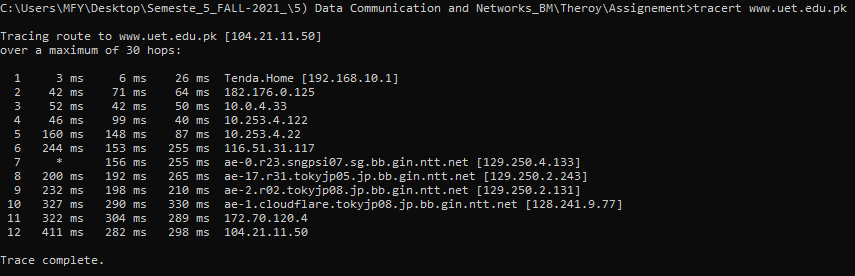 C:\Users\MFY\Desktop\Semeste_5_FALL-2021_\5) Data Communication and Networks_BM\Theroy\Assignement>tracert www.uet.edu.pk
Tracing route to www.uet.edu.pk [104.21.11.50]
over a maximum of 30 hops:
1 3 ms 6 ms 26 ms Tenda.Home [192.168.10.1]
2 42 ms 71 ms 64 ms 182.176.0.125
3 52 ms 42 ms 50 ms 10.0.4.33
4 46 ms 99 ms 40 ms 10.253.4.122
5 160 ms 148 ms 87 ms 10.253.4.22
6 244 ms 153 ms 255 ms 116.51.31.117
7 * 156 ms 255 ms ae-0.r23.sngpsi07.sg.bb.gin.ntt.net [129.250.4.133]
8 200 ms 192 ms 265 ms ae-17.r31.tokyjp05.jp.bb.gin.ntt.net [129.250.2.243]
9 232 ms 198 ms 210 ms ae-2.r02.tokyjp08.jp.bb.gin.ntt.net [129.250.2.131]
10 327 ms 290 ms 330 ms ae-1.cloudflare.tokyjp08.jp.bb.gin.ntt.net [128.241.9.77]
11 322 ms 304 ms 289 ms 172.70.120.4
12 411 ms 282 ms 298 ms 104.21.11.50
Trace complete.